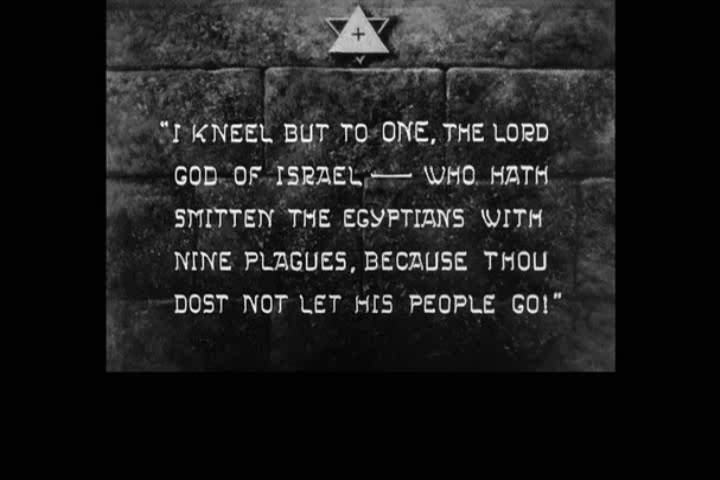 "I KNEEL BUT TO ONE, THE LORD
GOD OF ISRAEL — WHO HATH
SMITTEN THE EGYPTIANS WITH
NINE PLAGUES, BECAUSE THOU
DOST NOT LET HIS PEOPLE GO!"